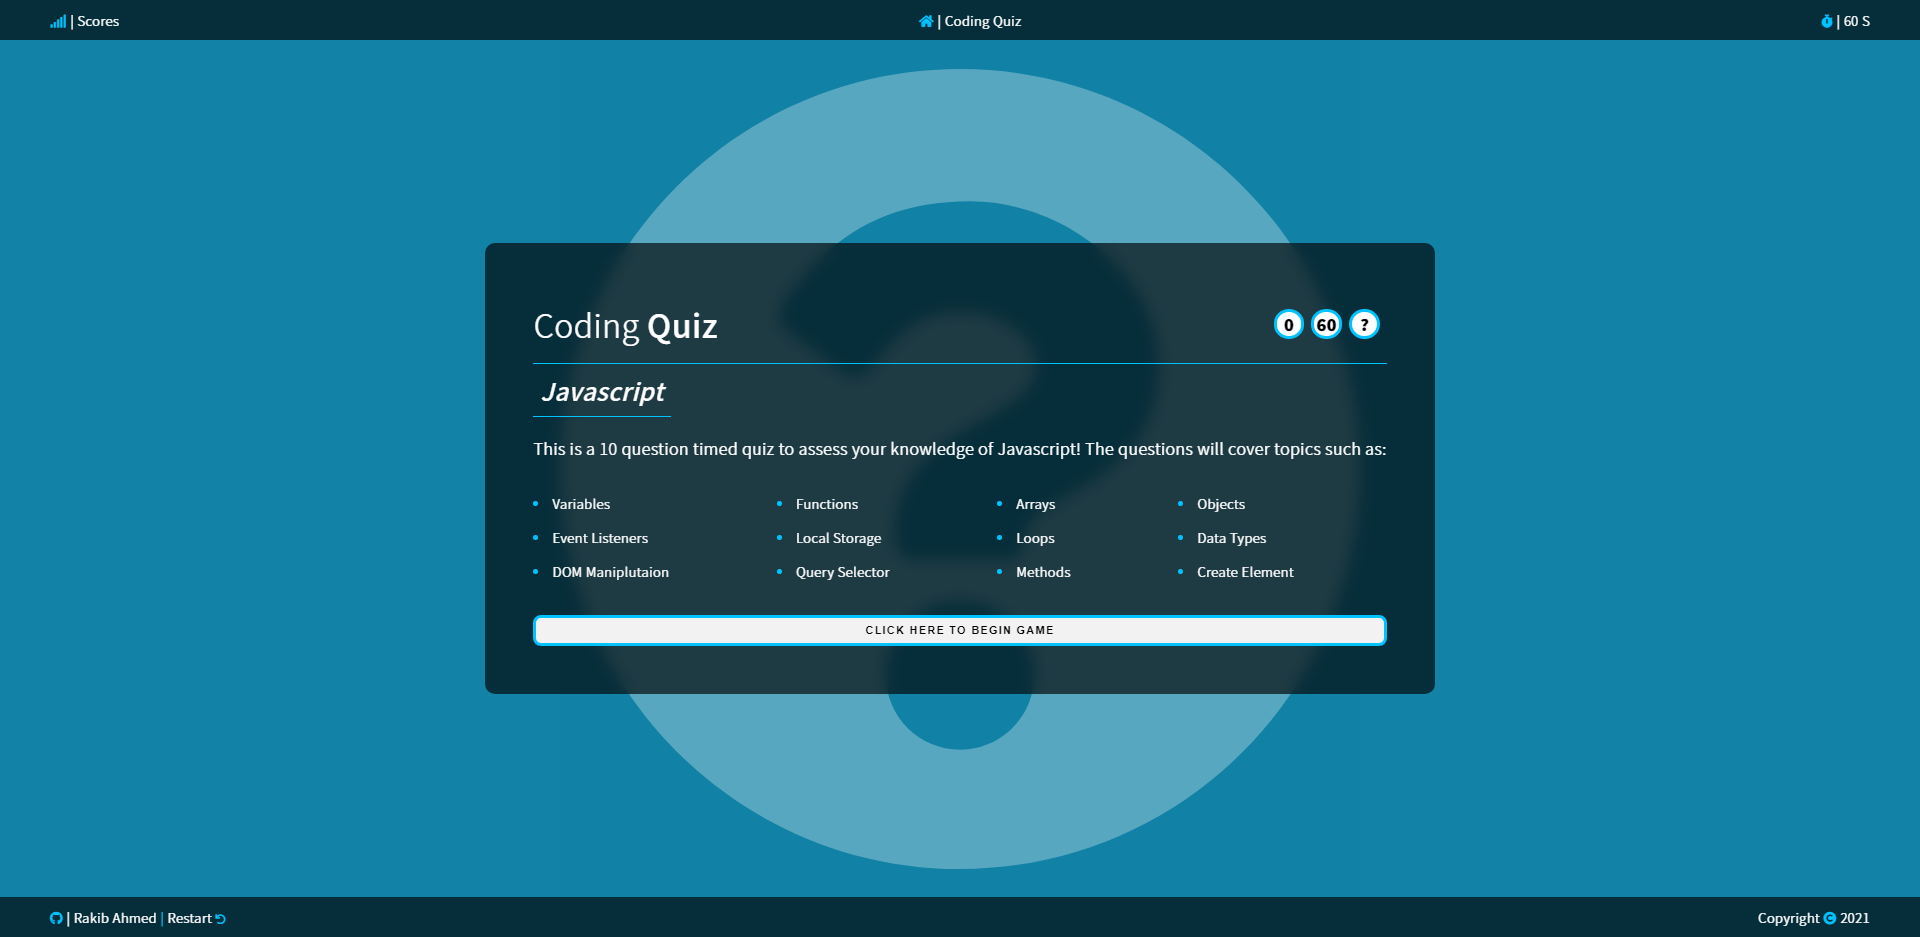 | Scores
| Coding Quiz
| 60 S
Coding Quiz
0 60 ?
Javascript
This is a 10 question timed quiz to assess your knowledge of Javascript! The questions will cover topics such as:
Variables
Functions
Arrays
Objects
Event Listeners
Local Storage
Loops
Data Types
DOM Maniplutaion
Query Selector
Methods
Create Element
CLICK HERE TO BEGIN GAME
| Rakib Ahmed | Restart
Copyright © 2021